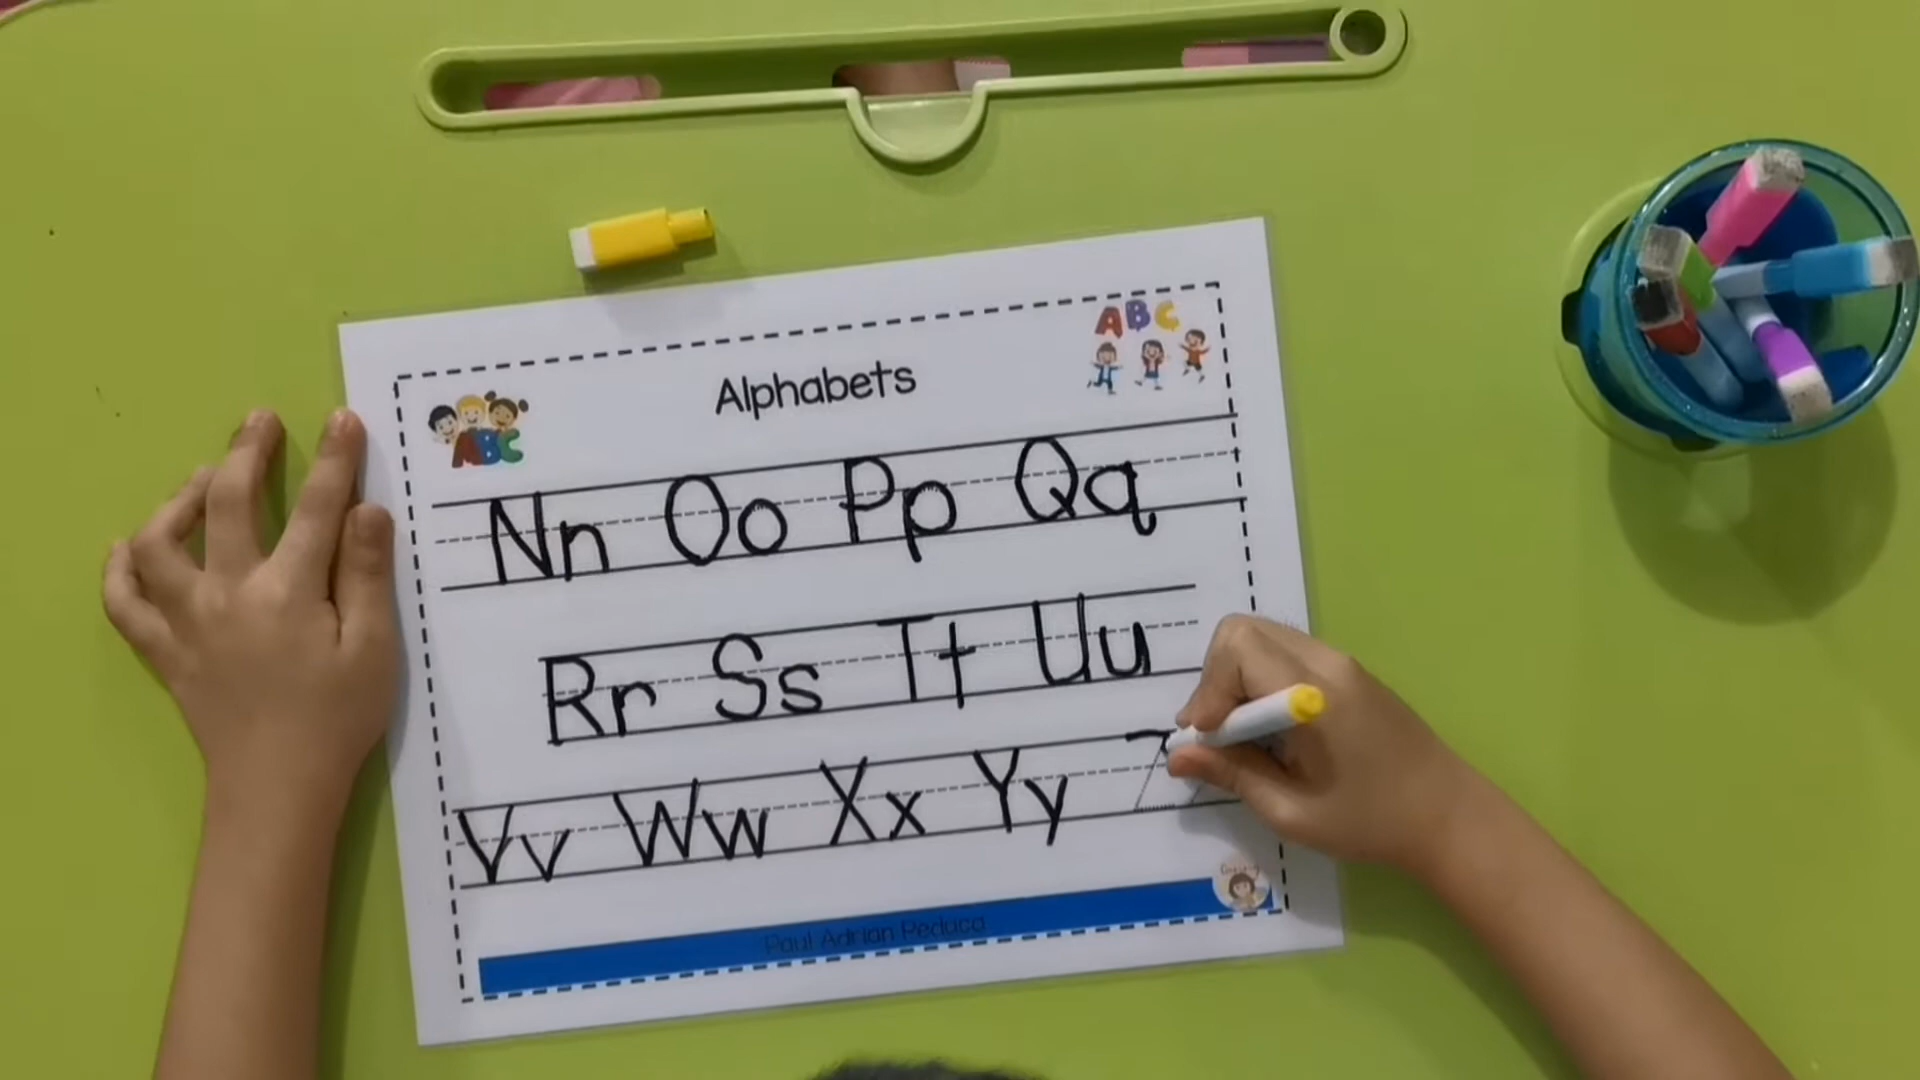 ABC
ABC
Alphabets
Nn Oo Pp Qq
Rr Ss Tt Uu
Vv Ww Xx Yy Z
Paul Adrian Peduca